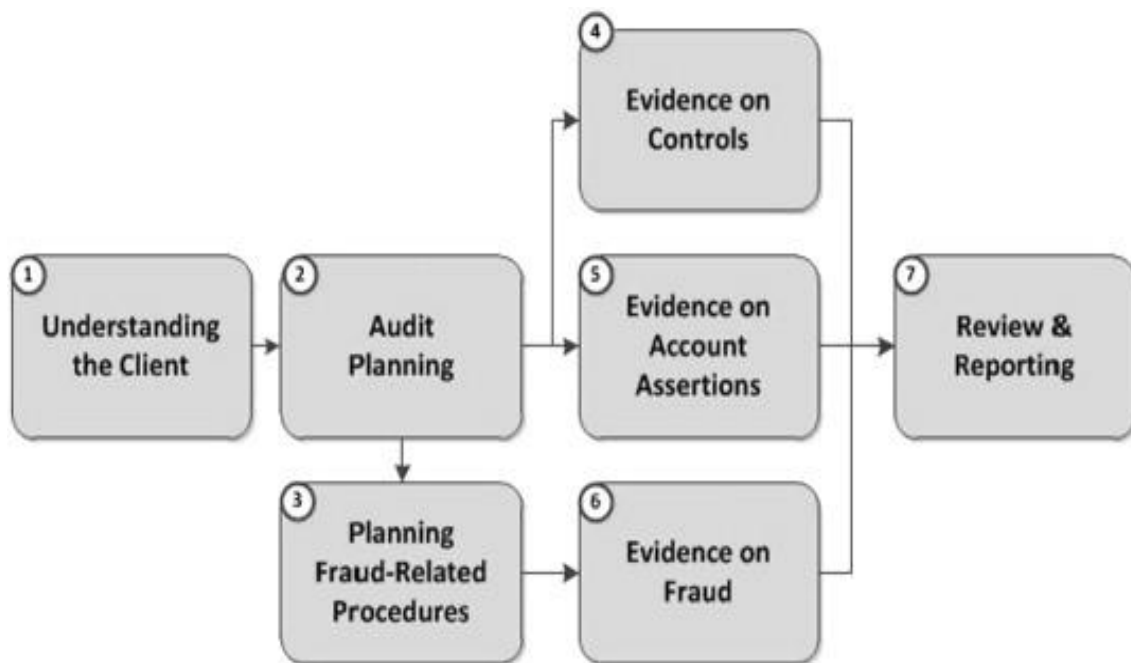 1
Understanding
the Client
2
Audit
Planning
3
Planning
Fraud-Related
Procedures
4
Evidence on
Controls
5
Evidence on
Account
Assertions
6
Evidence on
Fraud
7
Review &
Reporting